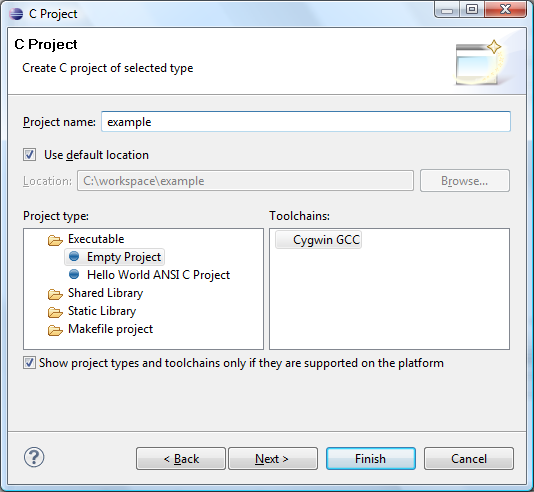 C Project
C Project
Create C project of selected type
Project name: example
Use default location
Location: C:\workspace\example Browse...
Project type: Toolchains:
Executable Cygwin GCC
Empty Project
Hello World ANSI C Project
Shared Library
Static Library
Makefile project
Show project types and toolchains only if they are supported on the platform
? < Back Next > Finish Cancel